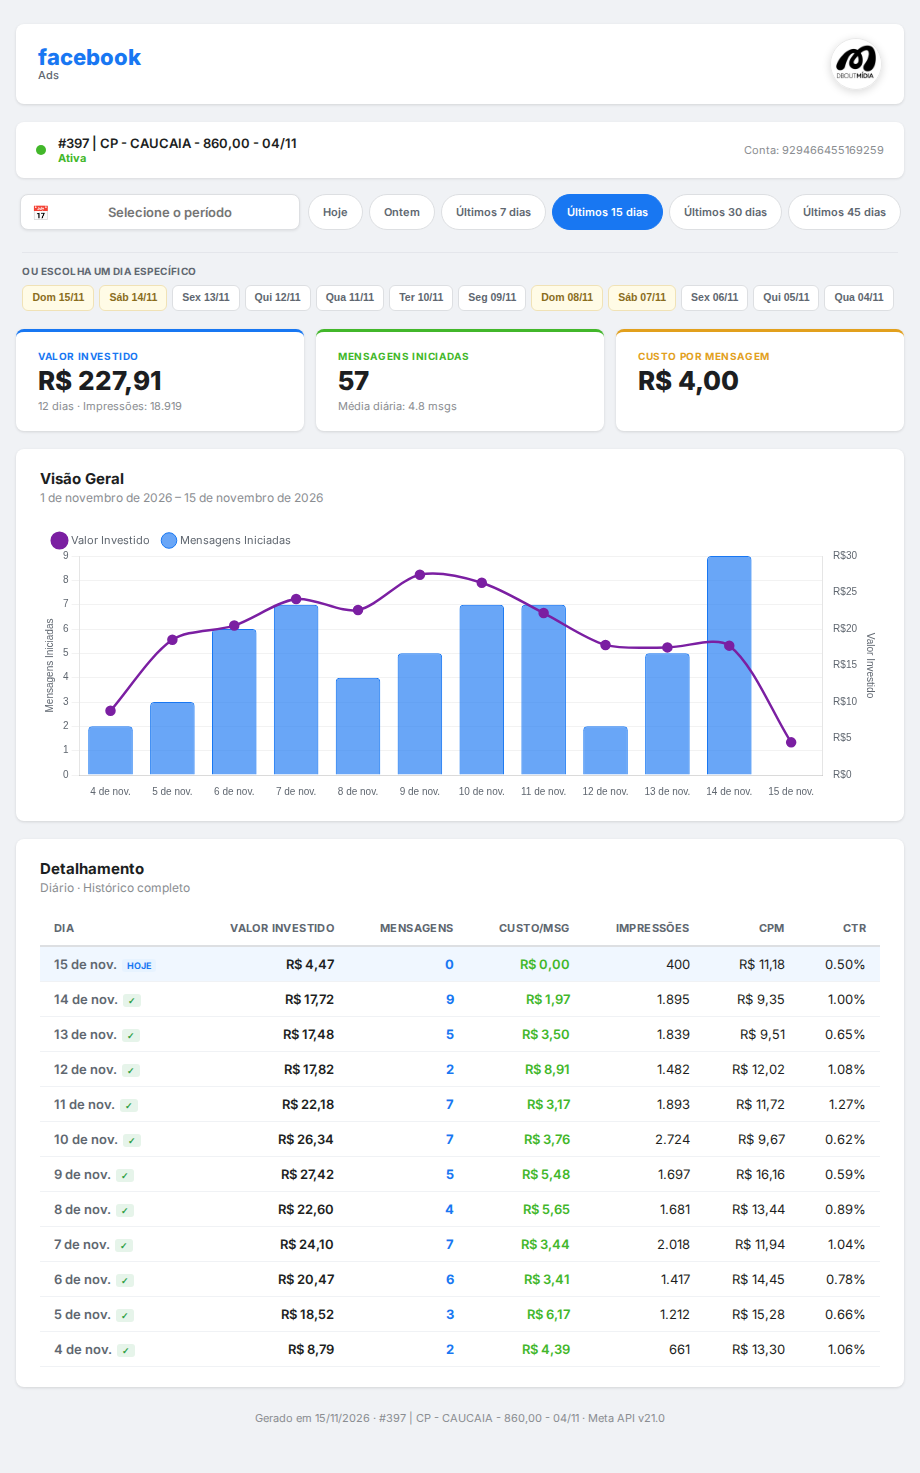 facebook
Ads
DBOUTMÍDIA
#397 | CP - CAUCAIA - 860,00 - 04/11
Ativa
Conta: 929466455169259
📅 Selecione o período
Hoje
Ontem
Últimos 7 dias
Últimos 15 dias
Últimos 30 dias
Últimos 45 dias
OU ESCOLHA UM DIA ESPECÍFICO
Dom 15/11
Sáb 14/11
Sex 13/11
Qui 12/11
Qua 11/11
Ter 10/11
Seg 09/11
Dom 08/11
Sáb 07/11
Sex 06/11
Qui 05/11
Qua 04/11
VALOR INVESTIDO
R$ 227,91
12 dias · Impressões: 18.919
MENSAGENS INICIADAS
57
Média diária: 4.8 msgs
CUSTO POR MENSAGEM
R$ 4,00
Visão Geral
1 de novembro de 2026 – 15 de novembro de 2026
Valor Investido
Mensagens Iniciadas
Mensagens Iniciadas
9
8
7
6
5
4
3
2
1
0
R$30
R$25
R$20
R$15
R$10
R$5
R$0
Valor Investido
4 de nov. 5 de nov. 6 de nov. 7 de nov. 8 de nov. 9 de nov. 10 de nov. 11 de nov. 12 de nov. 13 de nov. 14 de nov. 15 de nov.
Detalhamento
Diário · Histórico completo
DIA VALOR INVESTIDO MENSAGENS CUSTO/MSG IMPRESSÕES CPM CTR
15 de nov. HOJE R$ 4,47 0 R$ 0,00 400 R$ 11,18 0.50%
14 de nov. ✓ R$ 17,72 9 R$ 1,97 1.895 R$ 9,35 1.00%
13 de nov. ✓ R$ 17,48 5 R$ 3,50 1.839 R$ 9,51 0.65%
12 de nov. ✓ R$ 17,82 2 R$ 8,91 1.482 R$ 12,02 1.08%
11 de nov. ✓ R$ 22,18 7 R$ 3,17 1.893 R$ 11,72 1.27%
10 de nov. ✓ R$ 26,34 7 R$ 3,76 2.724 R$ 9,67 0.62%
9 de nov. ✓ R$ 27,42 5 R$ 5,48 1.697 R$ 16,16 0.59%
8 de nov. ✓ R$ 22,60 4 R$ 5,65 1.681 R$ 13,44 0.89%
7 de nov. ✓ R$ 24,10 7 R$ 3,44 2.018 R$ 11,94 1.04%
6 de nov. ✓ R$ 20,47 6 R$ 3,41 1.417 R$ 14,45 0.78%
5 de nov. ✓ R$ 18,52 3 R$ 6,17 1.212 R$ 15,28 0.66%
4 de nov. ✓ R$ 8,79 2 R$ 4,39 661 R$ 13,30 1.06%
Gerado em 15/11/2026 · #397 | CP - CAUCAIA - 860,00 - 04/11 · Meta API v21.0